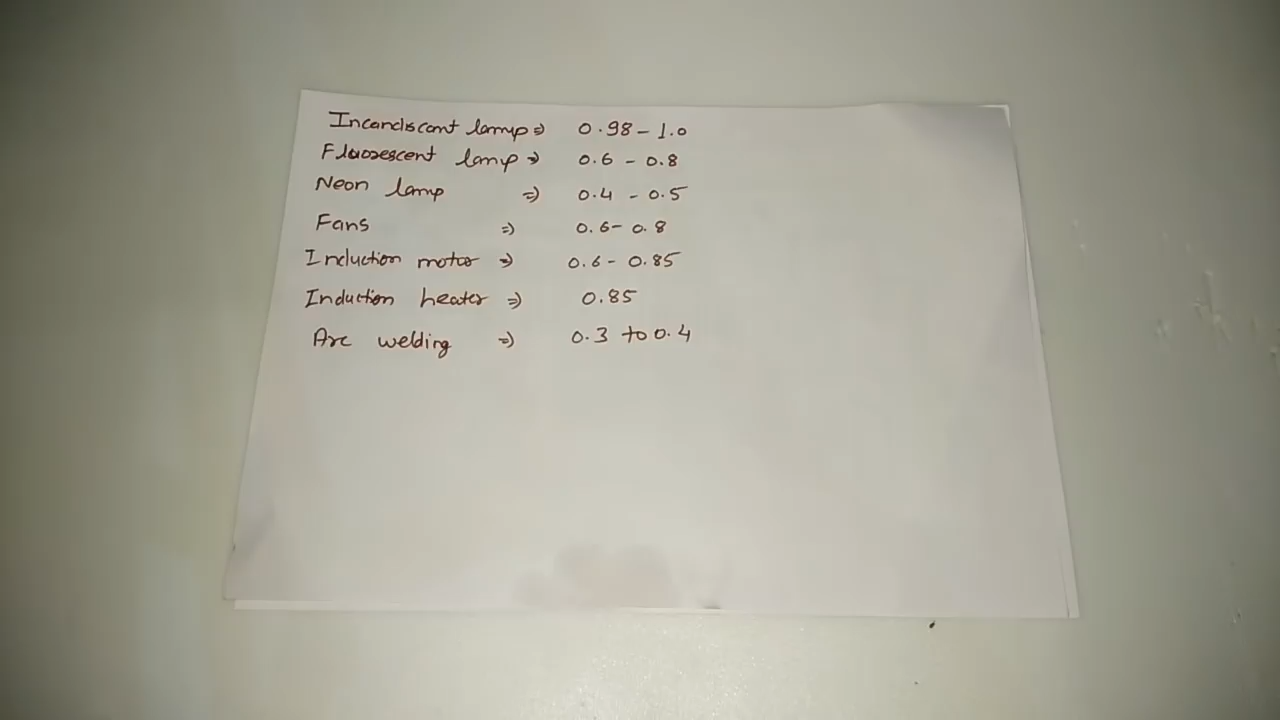 Incandiscant lamp => 0.98 - 1.0
Fluorescent lamp => 0.6 - 0.8
Neon lamp => 0.4 - 0.5
Fans => 0.6 - 0.8
Induction motor => 0.6 - 0.85
Induction heater => 0.85
Arc welding => 0.3 to 0.4